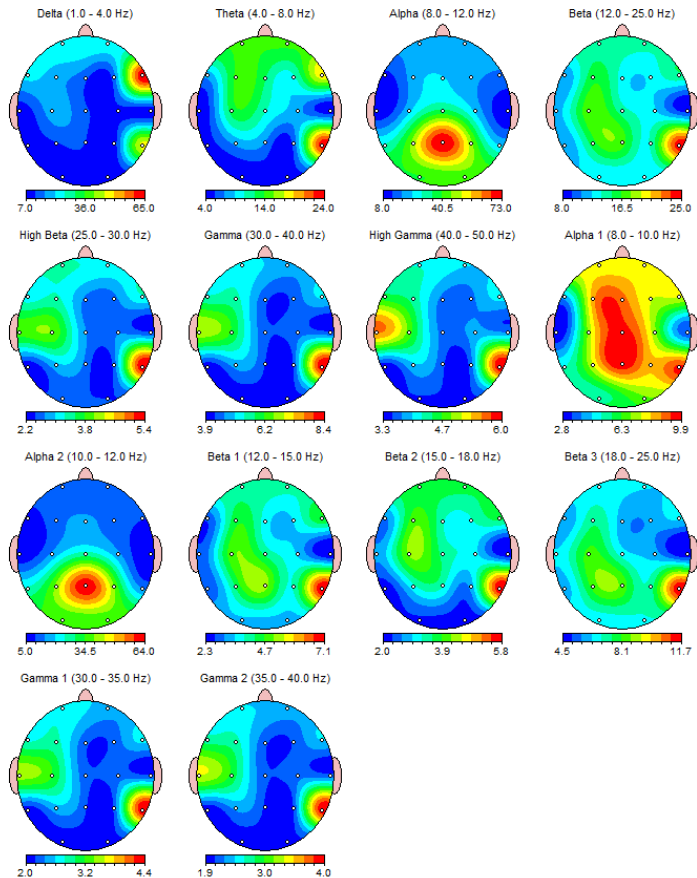 Delta (1.0 - 4.0 Hz) Theta (4.0 - 8.0 Hz) Alpha (8.0 - 12.0 Hz) Beta (12.0 - 25.0 Hz)
7.0 36.0 65.0 4.0 14.0 24.0 8.0 40.5 73.0 8.0 16.5 25.0
High Beta (25.0 - 30.0 Hz) Gamma (30.0 - 40.0 Hz) High Gamma (40.0 - 50.0 Hz) Alpha 1 (8.0 - 10.0 Hz)
2.2 3.8 5.4 3.9 6.2 8.4 3.3 4.7 6.0 2.8 6.3 9.9
Alpha 2 (10.0 - 12.0 Hz) Beta 1 (12.0 - 15.0 Hz) Beta 2 (15.0 - 18.0 Hz) Beta 3 (18.0 - 25.0 Hz)
5.0 34.5 64.0 2.3 4.7 7.1 2.0 3.9 5.8 4.5 8.1 11.7
Gamma 1 (30.0 - 35.0 Hz) Gamma 2 (35.0 - 40.0 Hz)
2.0 3.2 4.4 1.9 3.0 4.0